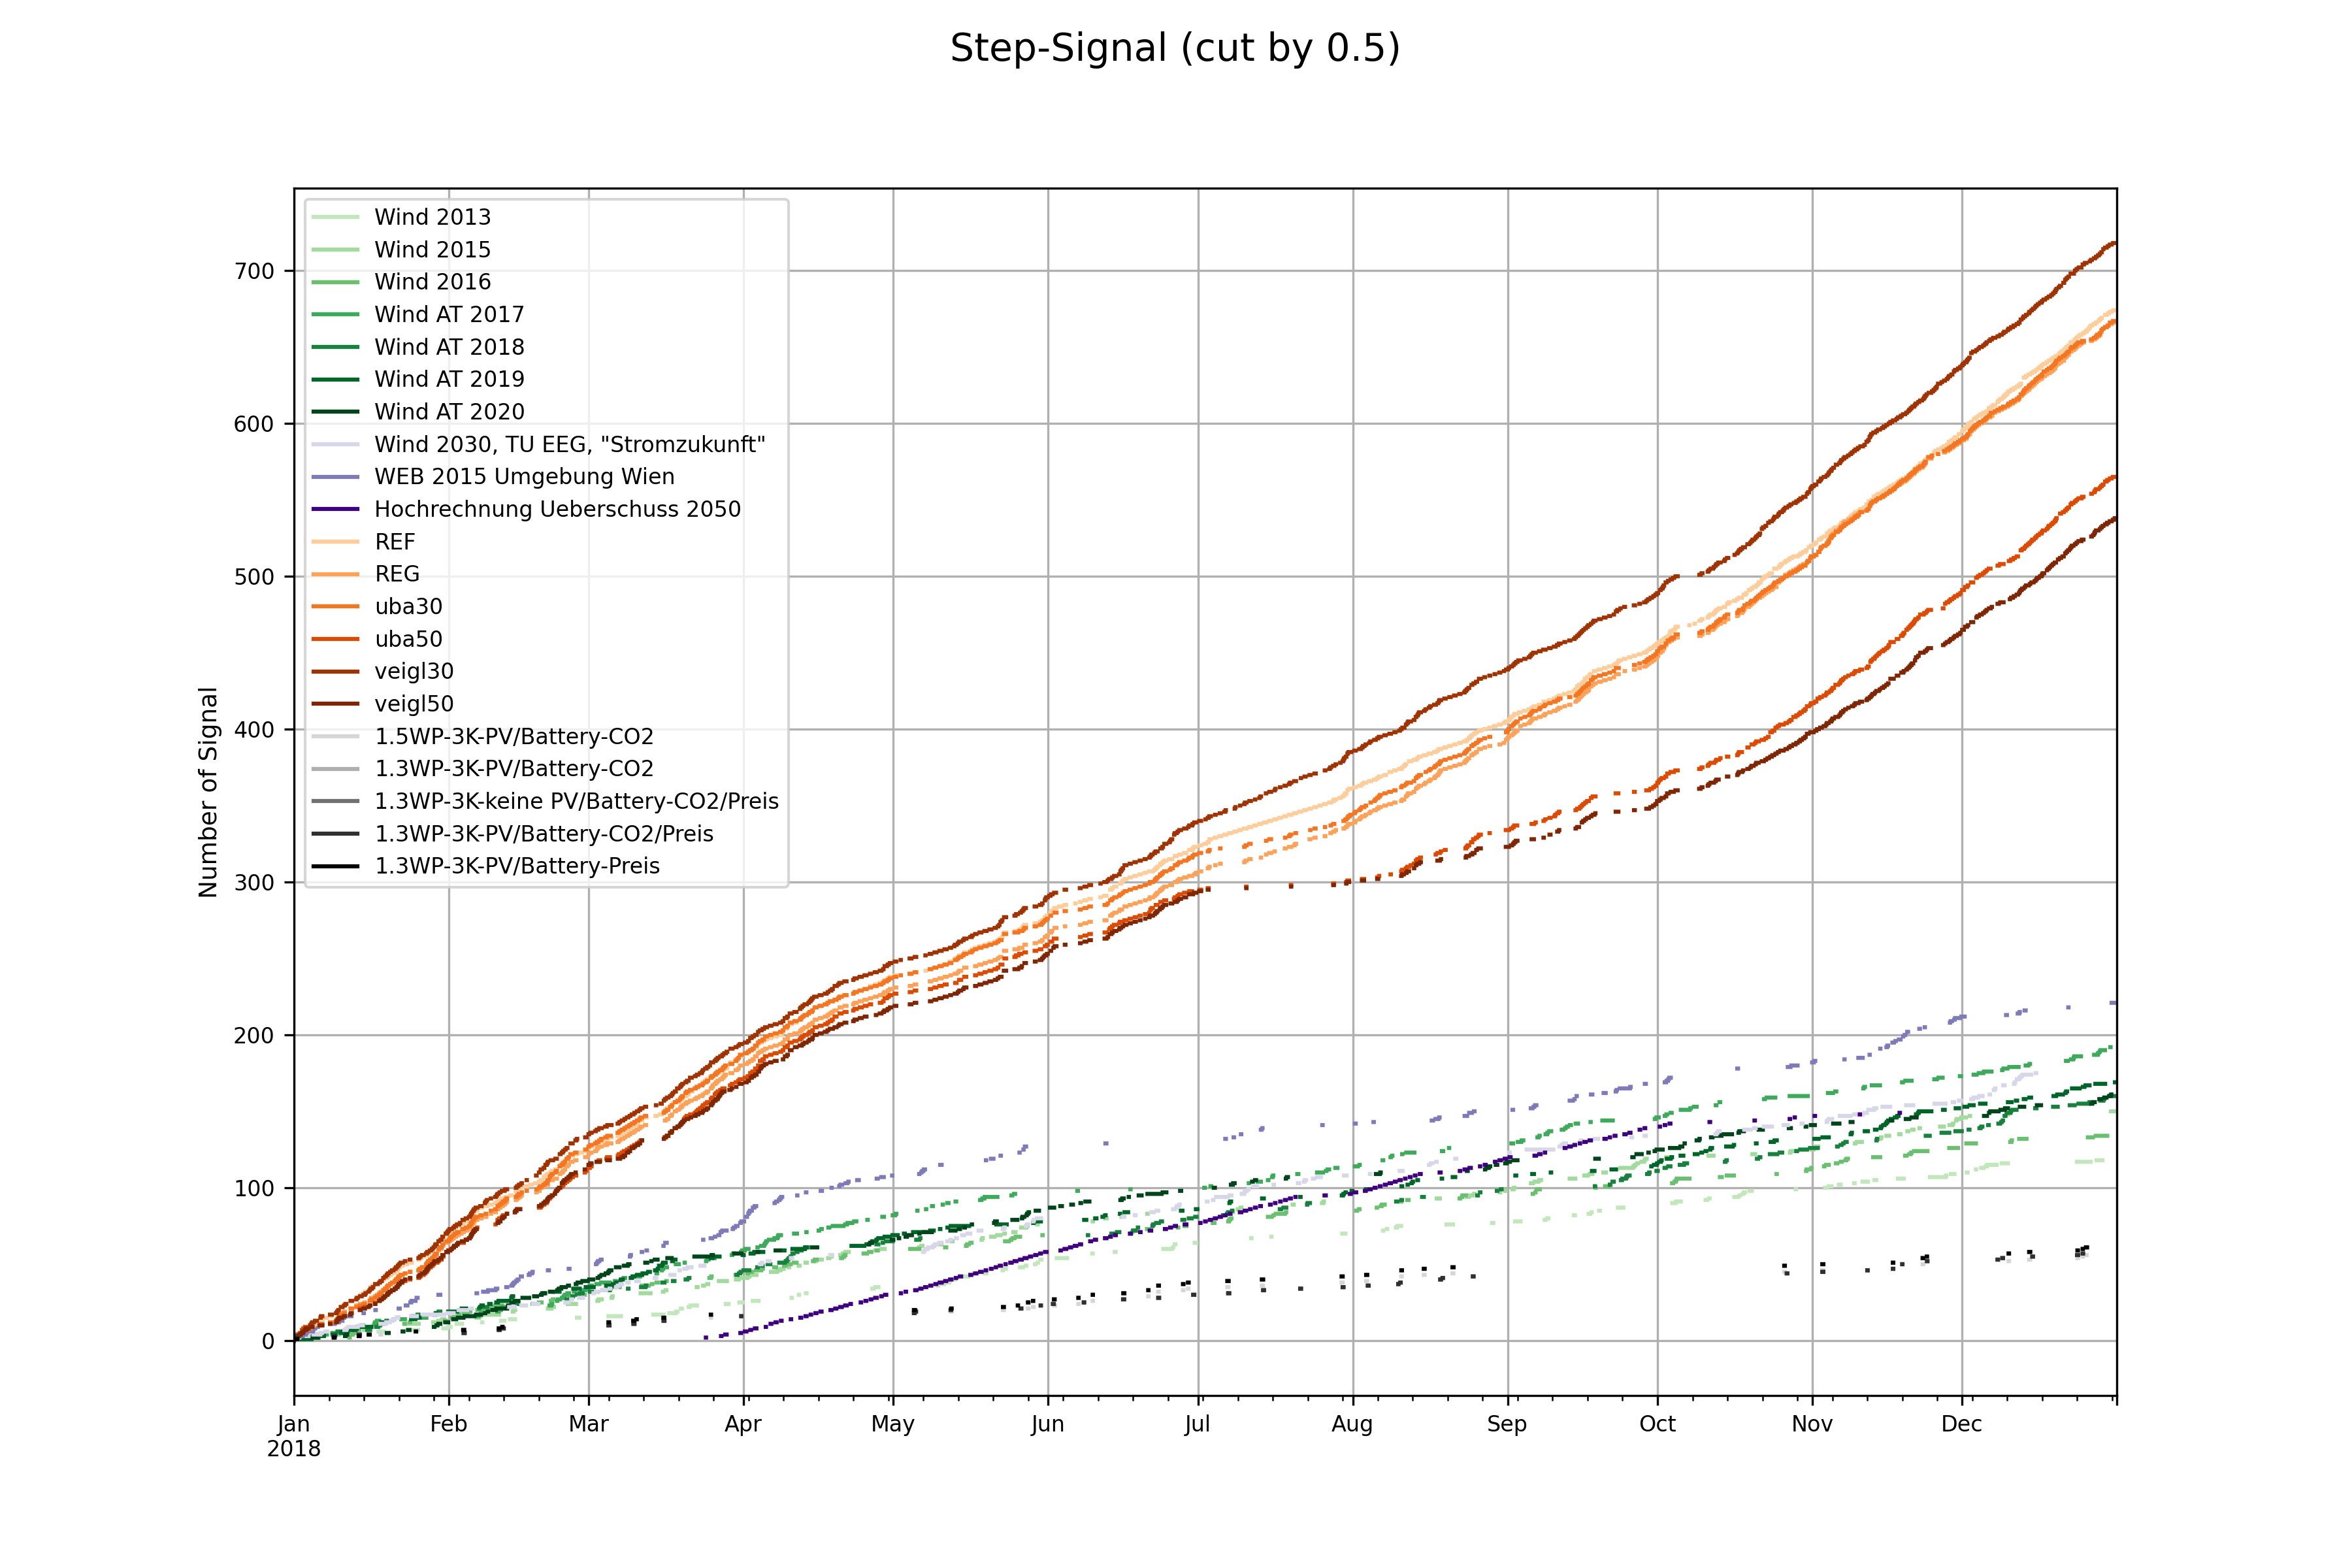 Step-Signal (cut by 0.5)
Wind 2013
Wind 2015
Wind 2016
Wind AT 2017
Wind AT 2018
Wind AT 2019
Wind AT 2020
Wind 2030, TU EEG, "Stromzukunft"
WEB 2015 Umgebung Wien
Hochrechnung Ueberschuss 2050
REF
REG
uba30
uba50
veigl30
veigl50
1.5WP-3K-PV/Battery-CO2
1.3WP-3K-PV/Battery-CO2
1.3WP-3K-keine PV/Battery-CO2/Preis
1.3WP-3K-PV/Battery-CO2/Preis
1.3WP-3K-PV/Battery-Preis
Number of Signal
700
600
500
400
300
200
100
0
Jan Feb Mar Apr May Jun Jul Aug Sep Oct Nov Dec
2018